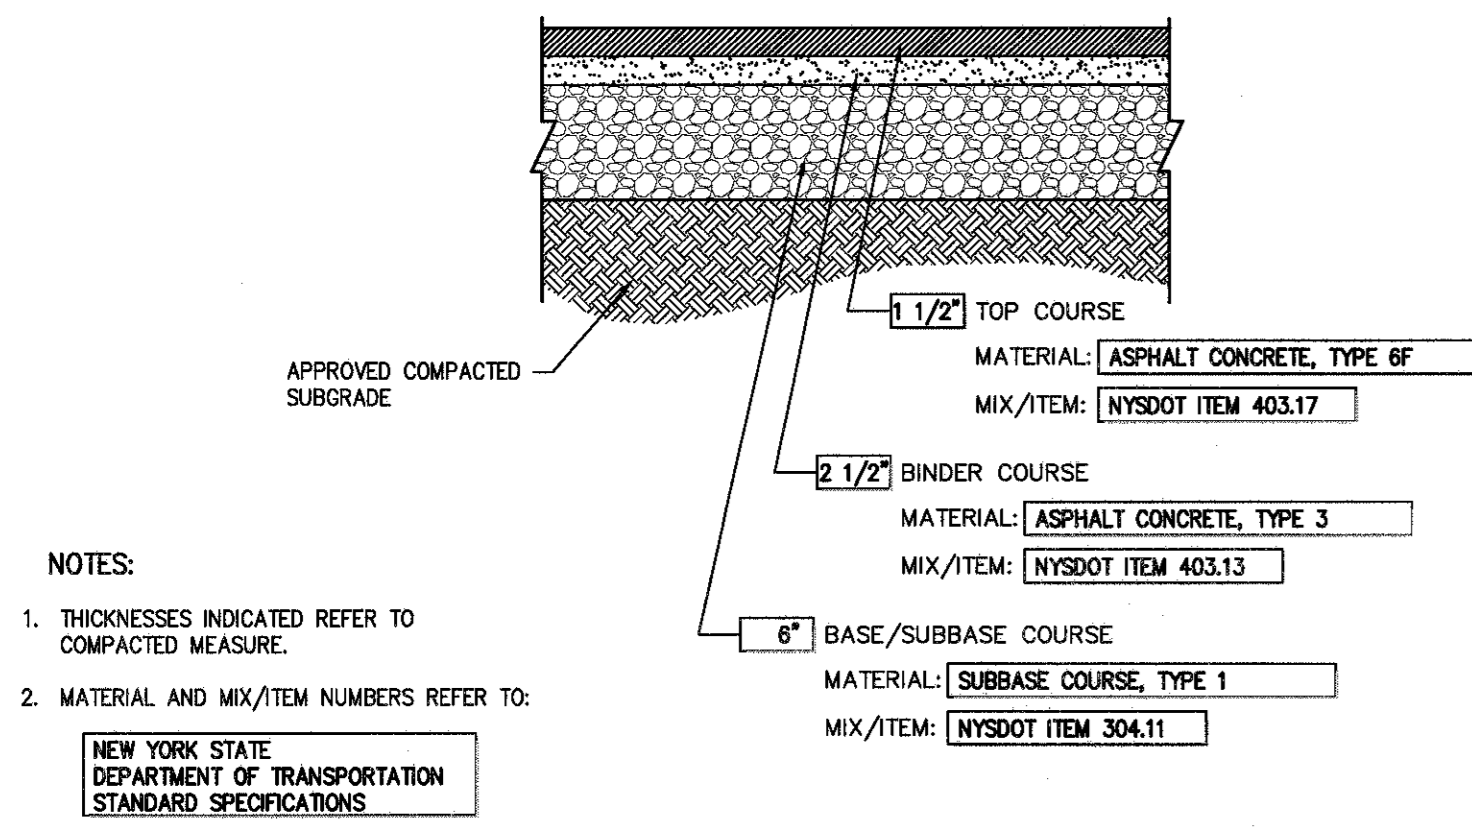 1 1/2" TOP COURSE
MATERIAL: ASPHALT CONCRETE, TYPE 6F
MIX/ITEM: NYSDOT ITEM 403.17
APPROVED COMPACTED
SUBGRADE
2 1/2" BINDER COURSE
MATERIAL: ASPHALT CONCRETE, TYPE 3
MIX/ITEM: NYSDOT ITEM 403.13
6" BASE/SUBBASE COURSE
MATERIAL: SUBBASE COURSE, TYPE 1
MIX/ITEM: NYSDOT ITEM 304.11
NOTES:
1. THICKNESSES INDICATED REFER TO
COMPACTED MEASURE.
2. MATERIAL AND MIX/ITEM NUMBERS REFER TO:
NEW YORK STATE
DEPARTMENT OF TRANSPORTATION
STANDARD SPECIFICATIONS